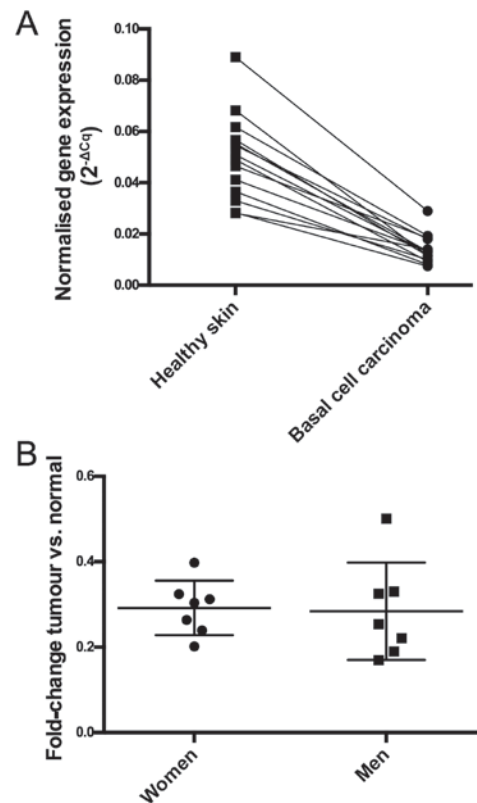 A
Normalised gene expression
(2-ΔCq)
0.10
0.08
0.06
0.04
0.02
0.00
Healthy skin
Basal cell carcinoma
B
Fold-change tumour vs. normal
0.6
0.4
0.2
0.0
Women
Men